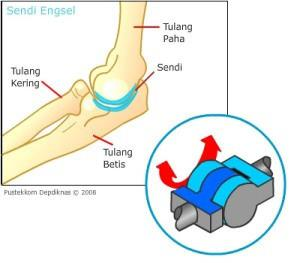 Sendi Engsel
Tulang
Paha
Sendi
Tulang
Kering
Tulang
Betis
Pustekkom Depdiknas © 2008